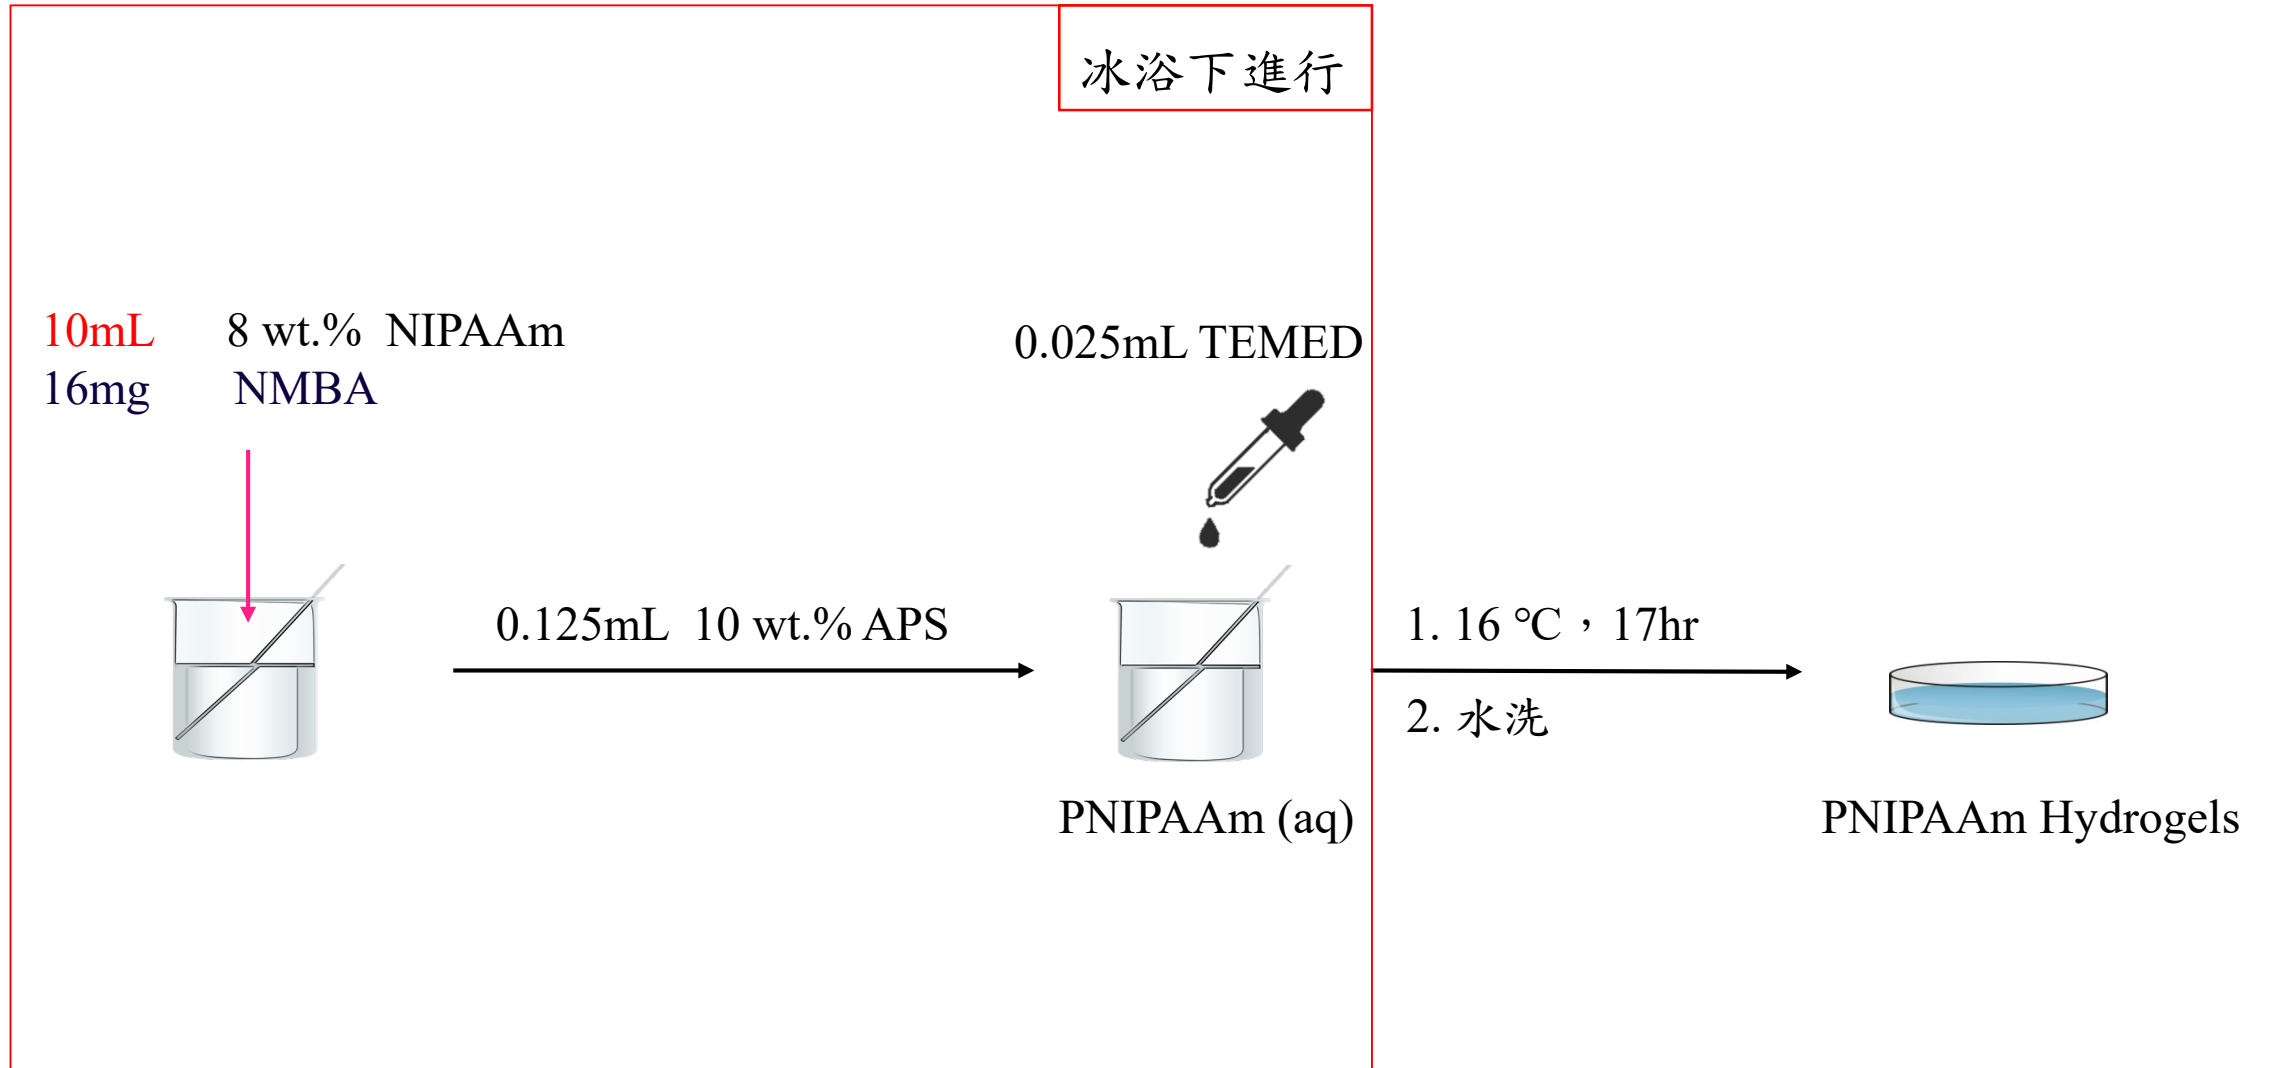 冰浴下進行
10mL 8 wt.% NIPAAm
16mg NMBA
0.025mL TEMED
0.125mL 10 wt.% APS
1. 16 ℃，17hr
2. 水洗
PNIPAAm (aq)
PNIPAAm Hydrogels